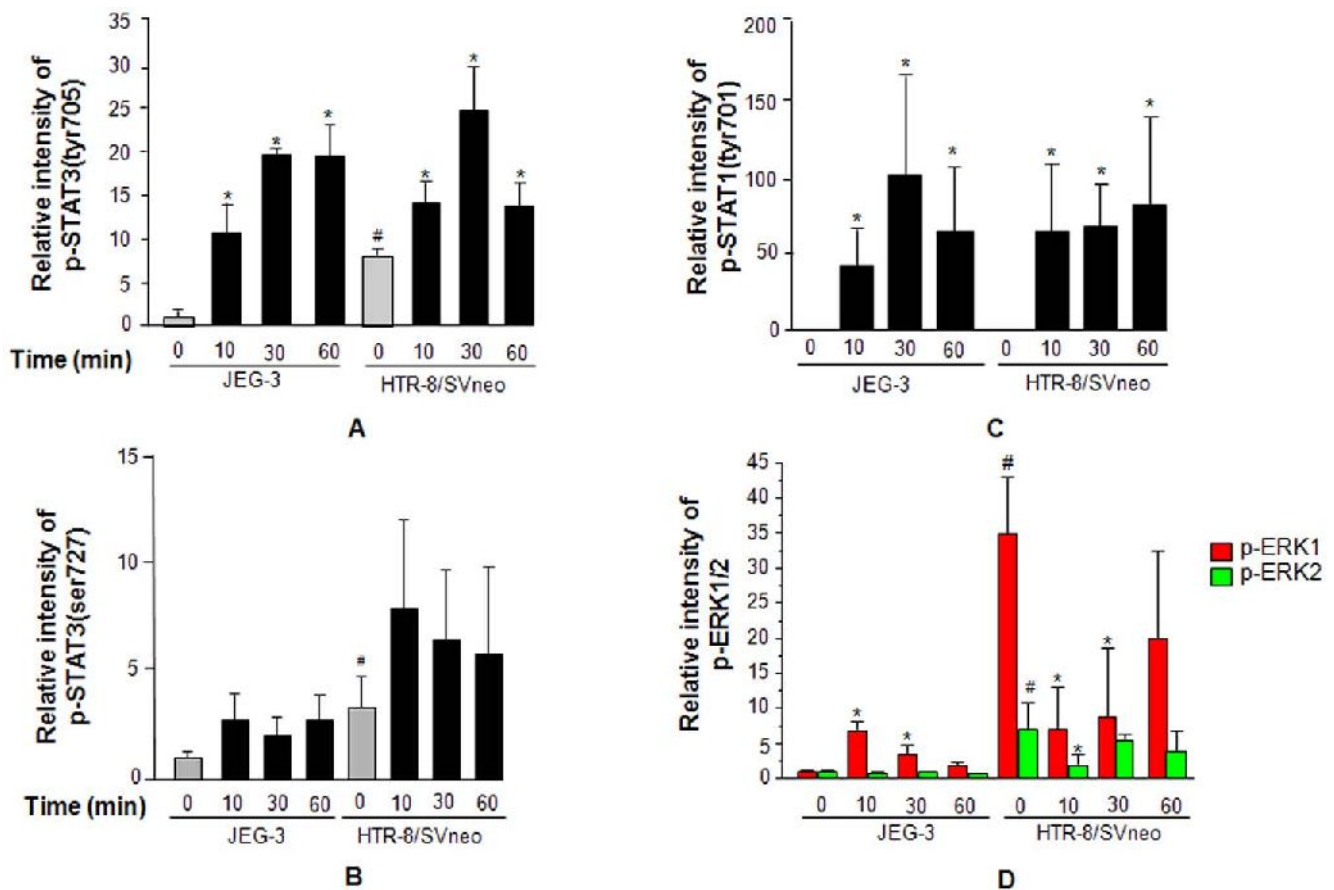 Relative intensity of
p-STAT3(tyr705)
35
30
25
20
15
10
5
0
* * * # * * *
Time (min) 0 10 30 60 0 10 30 60
JEG-3 HTR-8/SVneo
A
Relative intensity of
p-STAT1(tyr701)
200
150
100
50
0
* * * * * *
0 10 30 60 0 10 30 60
JEG-3 HTR-8/SVneo
C
Relative intensity of
p-STAT3(ser727)
15
10
5
0
#
Time (min) 0 10 30 60 0 10 30 60
JEG-3 HTR-8/SVneo
B
Relative intensity of
p-ERK1/2
45
40
35
30
25
20
15
10
5
0
* * # # * * *
p-ERK1
p-ERK2
0 10 30 60 0 10 30 60
JEG-3 HTR-8/SVneo
D